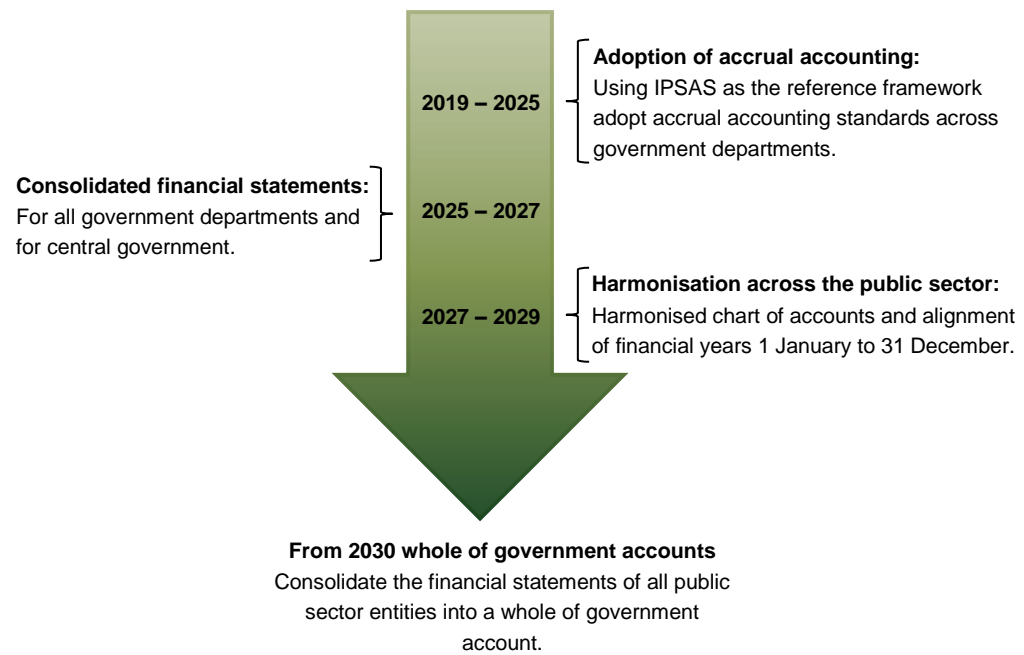 2019 – 2025
Adoption of accrual accounting:
Using IPSAS as the reference framework
adopt accrual accounting standards across
government departments.
Consolidated financial statements:
For all government departments and
for central government.
2025 – 2027
2027 – 2029
Harmonisation across the public sector:
Harmonised chart of accounts and alignment
of financial years 1 January to 31 December.
From 2030 whole of government accounts
Consolidate the financial statements of all public
sector entities into a whole of government
account.